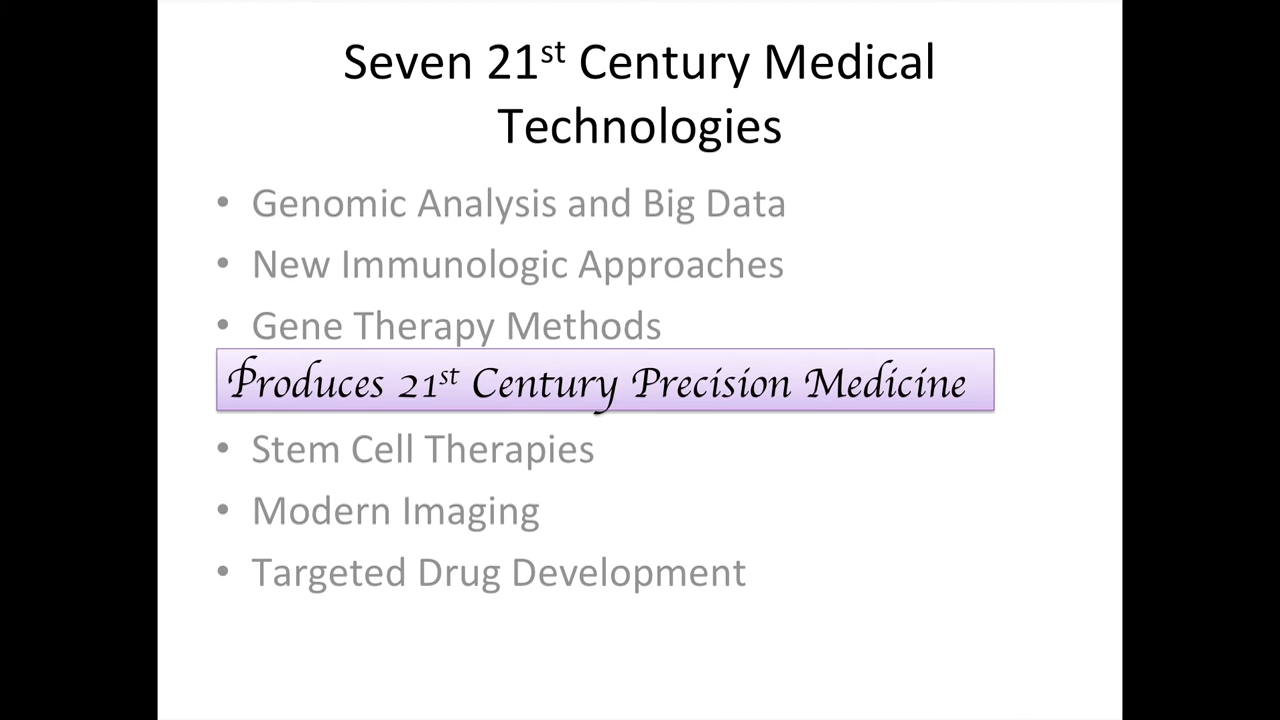 Seven 21st Century Medical
Technologies
• Genomic Analysis and Big Data
• New Immunologic Approaches
• Gene Therapy Methods
Produces 21st Century Precision Medicine
• Stem Cell Therapies
• Modern Imaging
• Targeted Drug Development